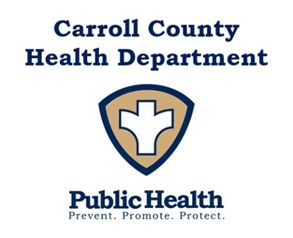 Carroll County
Health Department
Public Health
Prevent. Promote. Protect.